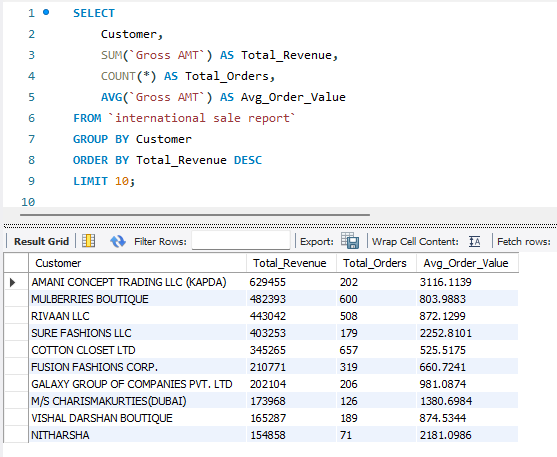 1 SELECT
2 Customer,
3 SUM(`Gross AMT`) AS Total_Revenue,
4 COUNT(*) AS Total_Orders,
5 AVG(`Gross AMT`) AS Avg_Order_Value
6 FROM `international sale report`
7 GROUP BY Customer
8 ORDER BY Total_Revenue DESC
9 LIMIT 10;
10
Result Grid Filter Rows: Export: Wrap Cell Content: IA Fetch rows:
Customer Total_Revenue Total_Orders Avg_Order_Value
AMANI CONCEPT TRADING LLC (KAPDA) 629455 202 3116.1139
MULBERRIES BOUTIQUE 482393 600 803.9883
RIVAAN LLC 443042 508 872.1299
SURE FASHIONS LLC 403253 179 2252.8101
COTTON CLOSET LTD 345265 657 525.5175
FUSION FASHIONS CORP. 210771 319 660.7241
GALAXY GROUP OF COMPANIES PVT. LTD 202104 206 981.0874
M/S CHARISMAKURTIES(DUBAI) 173968 126 1380.6984
VISHAL DARSHAN BOUTIQUE 165287 189 874.5344
NITHARSHA 154858 71 2181.0986